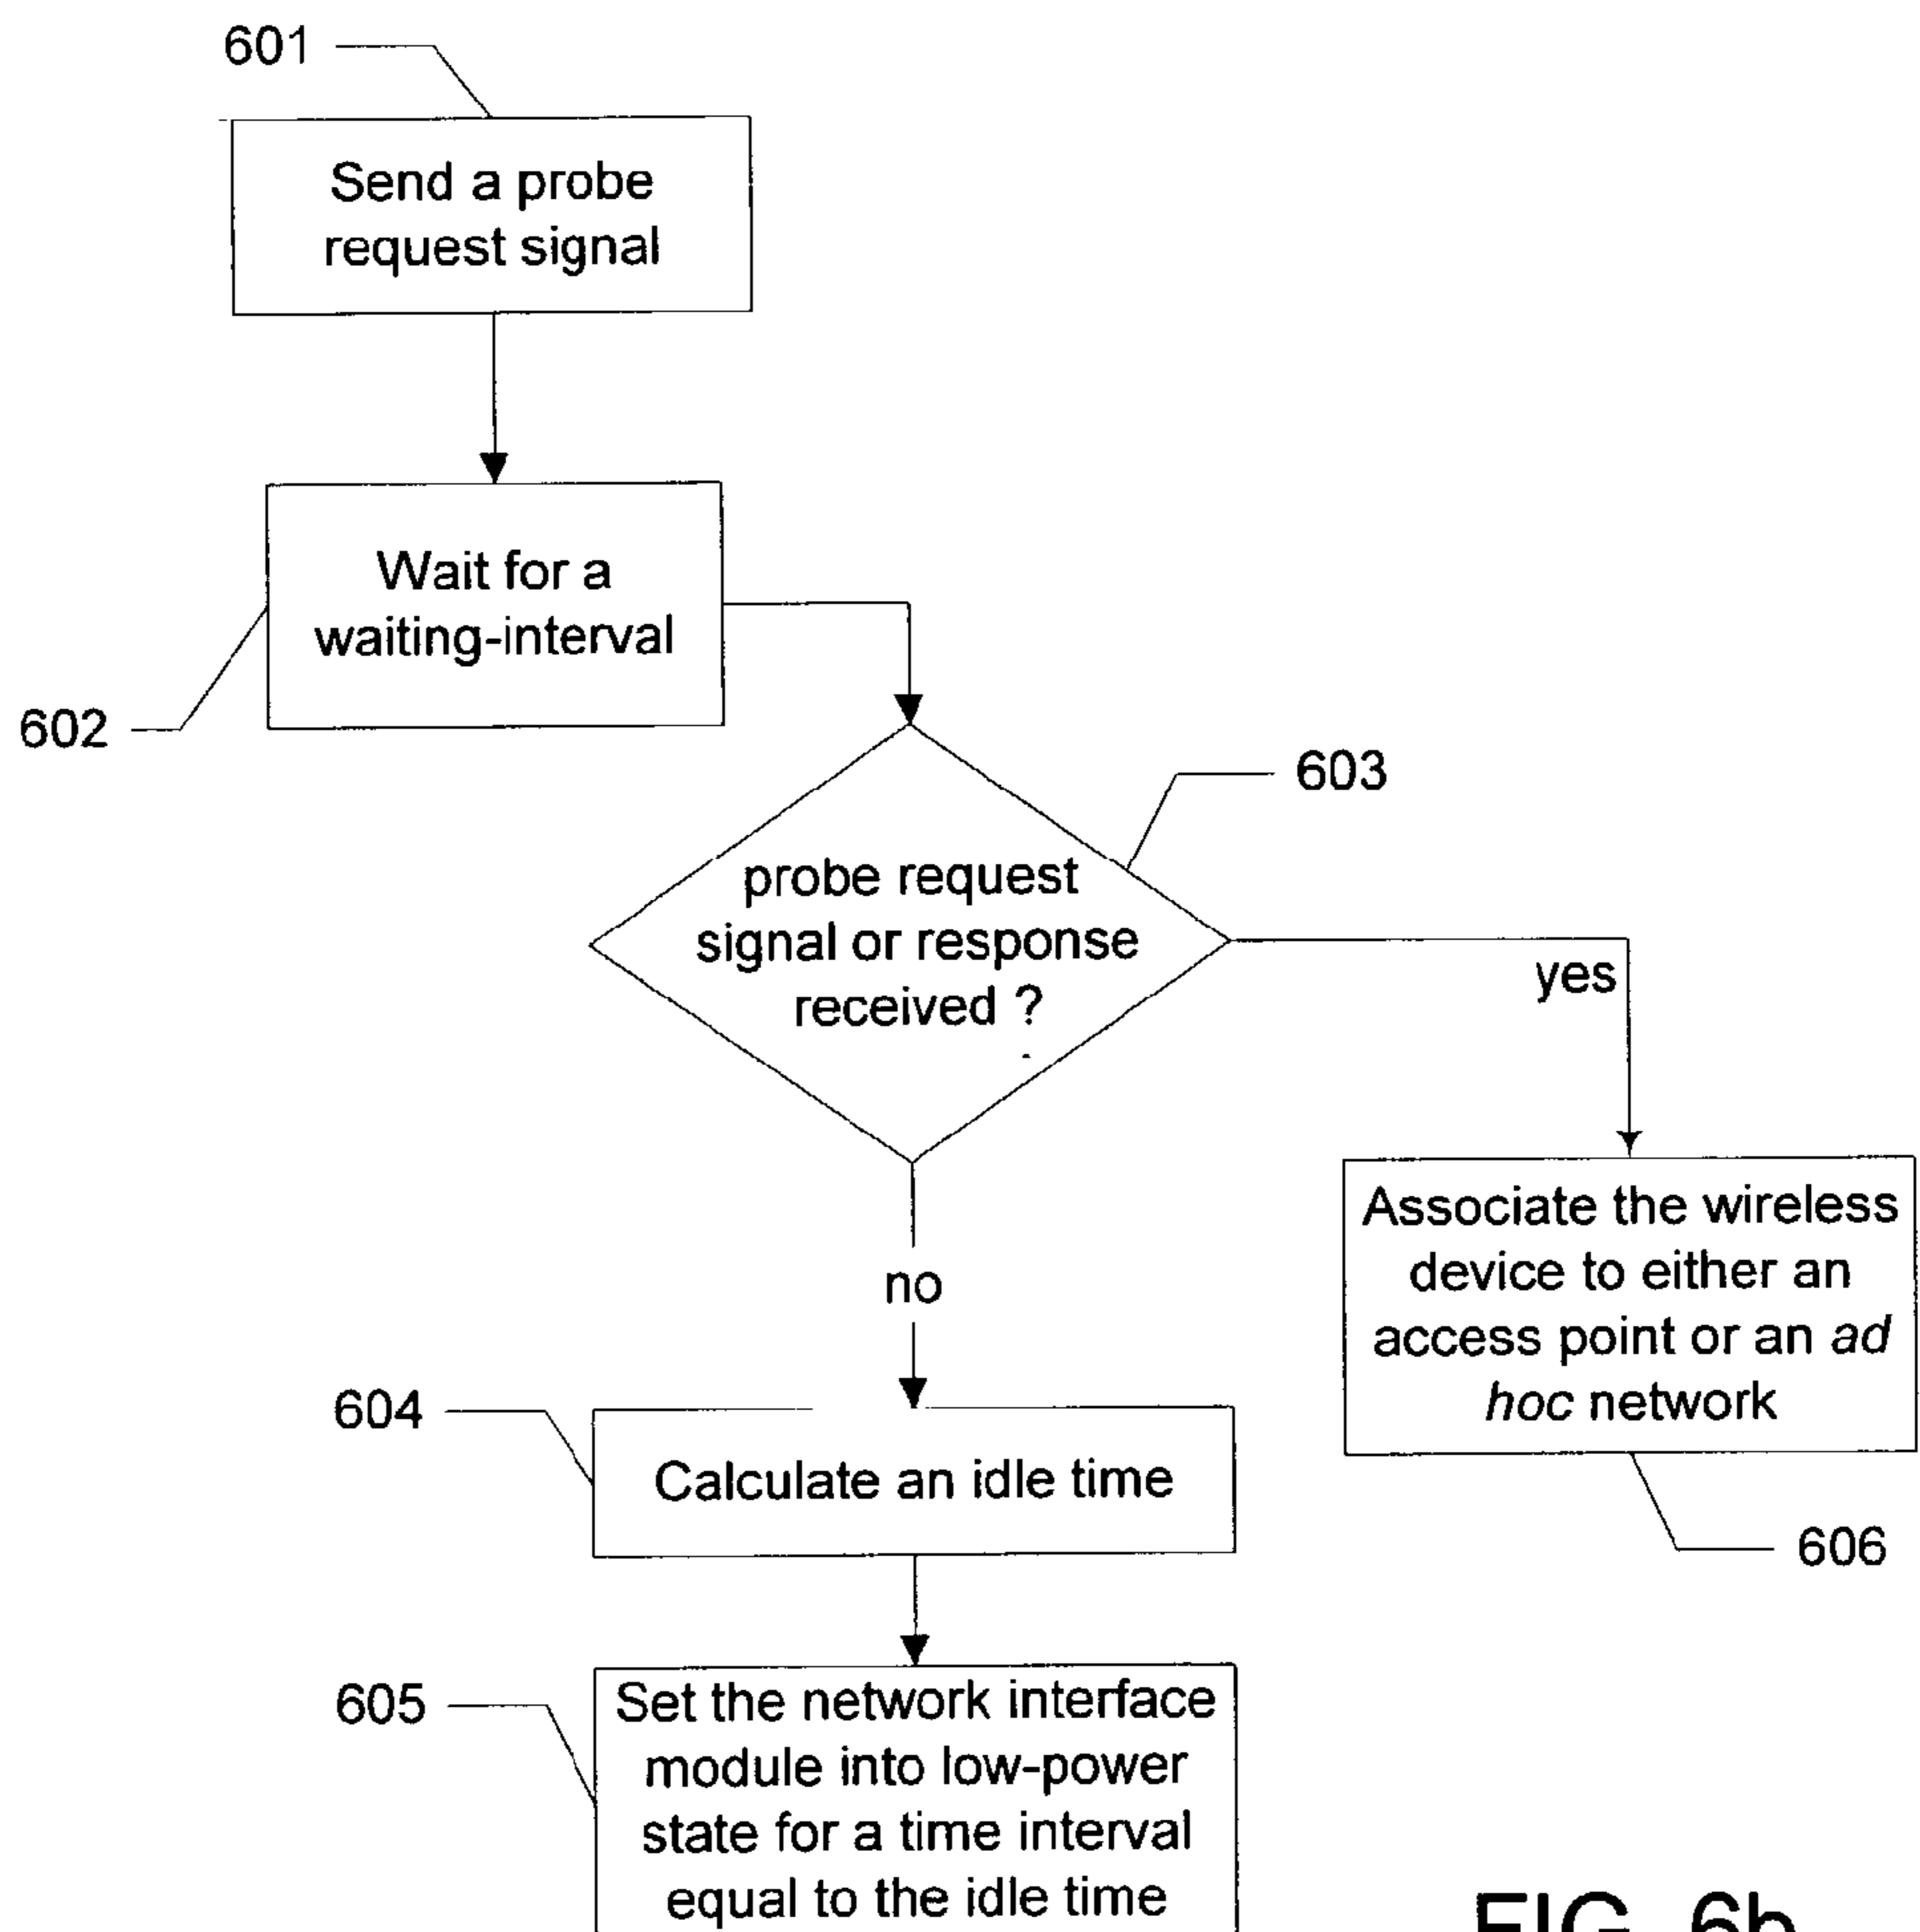 601
Send a probe
request signal
Wait for a
waiting-interval
602
603
probe request
signal or response
received ?
yes
no
Associate the wireless
device to either an
access point or an ad
hoc network
606
604
Calculate an idle time
605
Set the network interface
module into low-power
state for a time interval
equal to the idle time
FIG. 6b